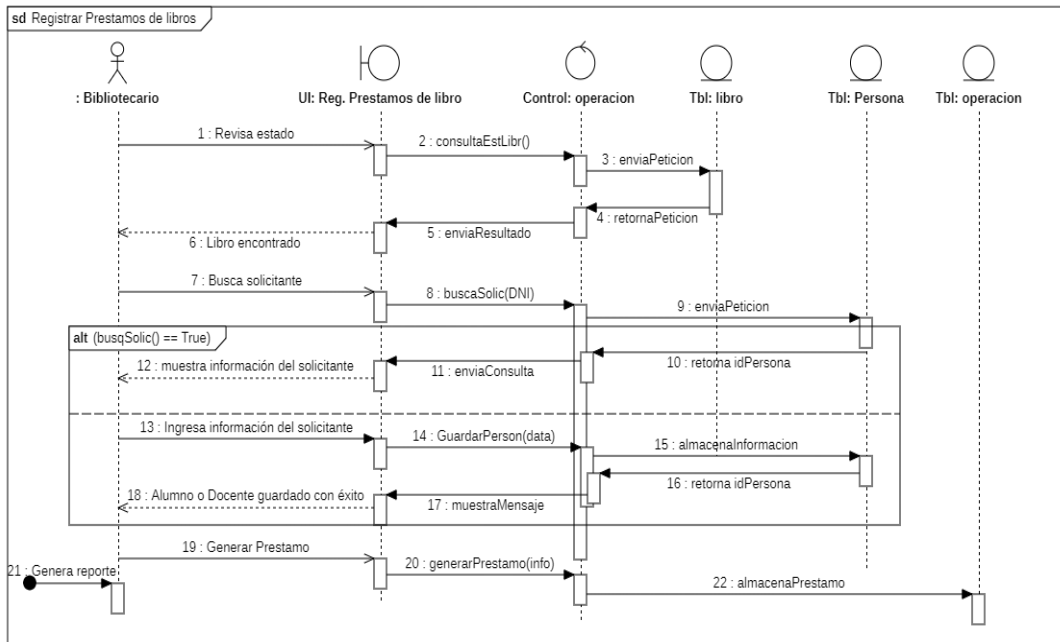 sd Registrar Prestamos de libros
: Bibliotecario
UI: Reg. Prestamos de libro
Control: operacion
Tbl: libro
Tbl: Persona
Tbl: operacion
1 : Revisa estado
2 : consultaEstLibr()
3 : enviaPeticion
4 : retornaPeticion
5 : enviaResultado
6 : Libro encontrado
7 : Busca solicitante
8 : buscaSolic(DNI)
9 : enviaPeticion
alt (busqSolic() == True)
10 : retorna idPersona
11 : enviaConsulta
12 : muestra información del solicitante
13 : Ingresa información del solicitante
14 : GuardarPerson(data)
15 : almacenaInformacion
16 : retorna idPersona
17 : muestraMensaje
18 : Alumno o Docente guardado con éxito
19 : Generar Prestamo
20 : generarPrestamo(info)
21 : Genera reporte
22 : almacenaPrestamo